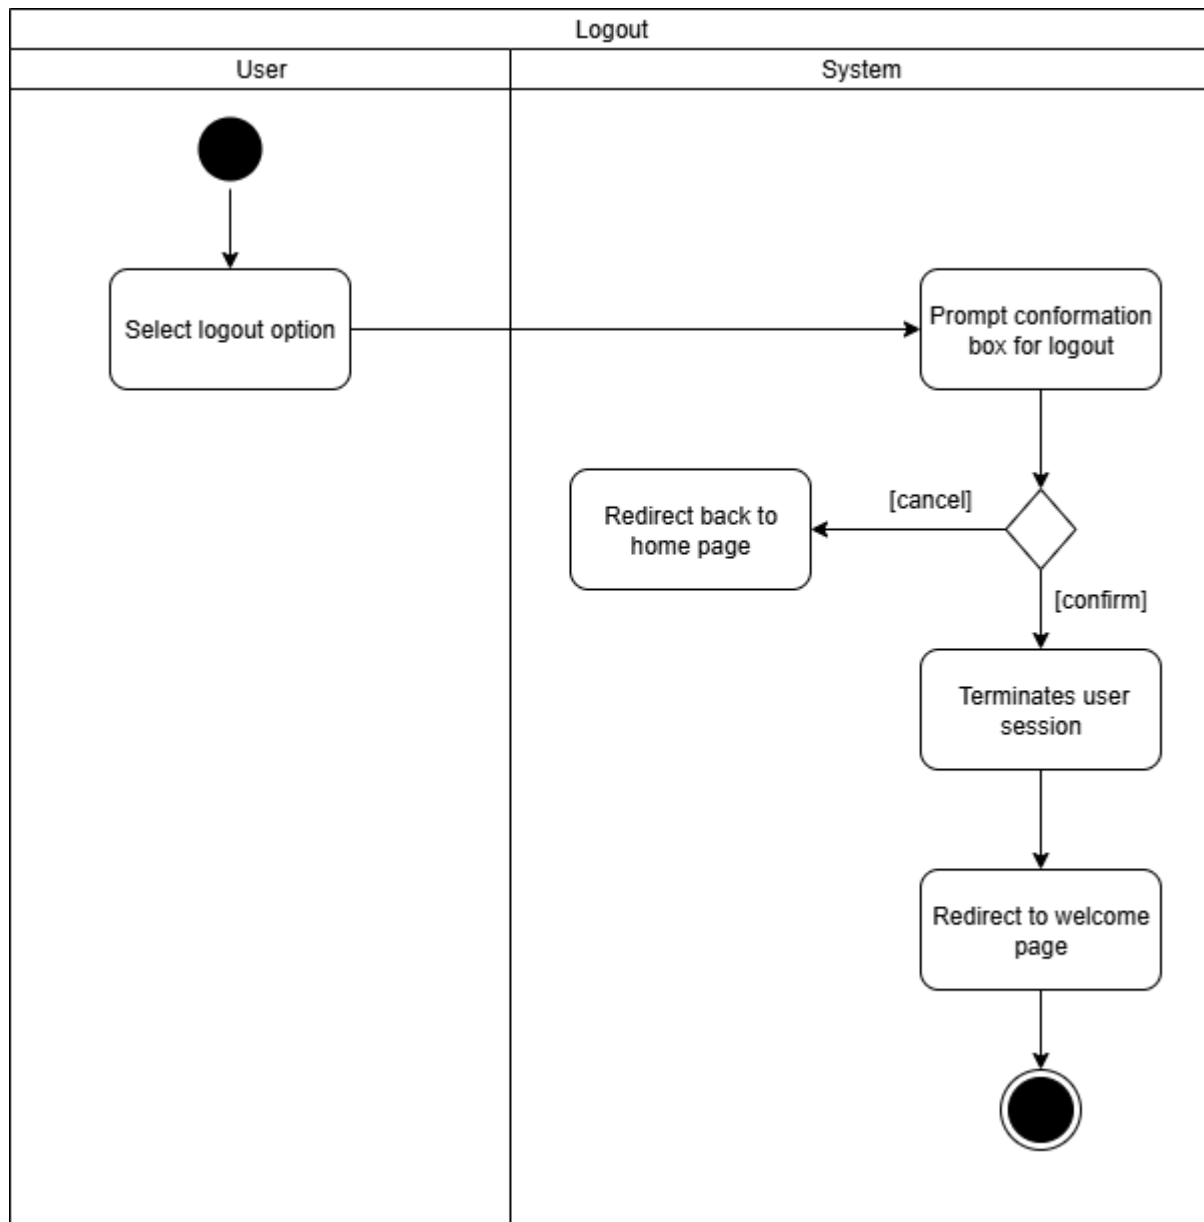 Logout
User
System
Select logout option
Prompt conformation
box for logout
[cancel]
Redirect back to
home page
[confirm]
Terminates user
session
Redirect to welcome
page